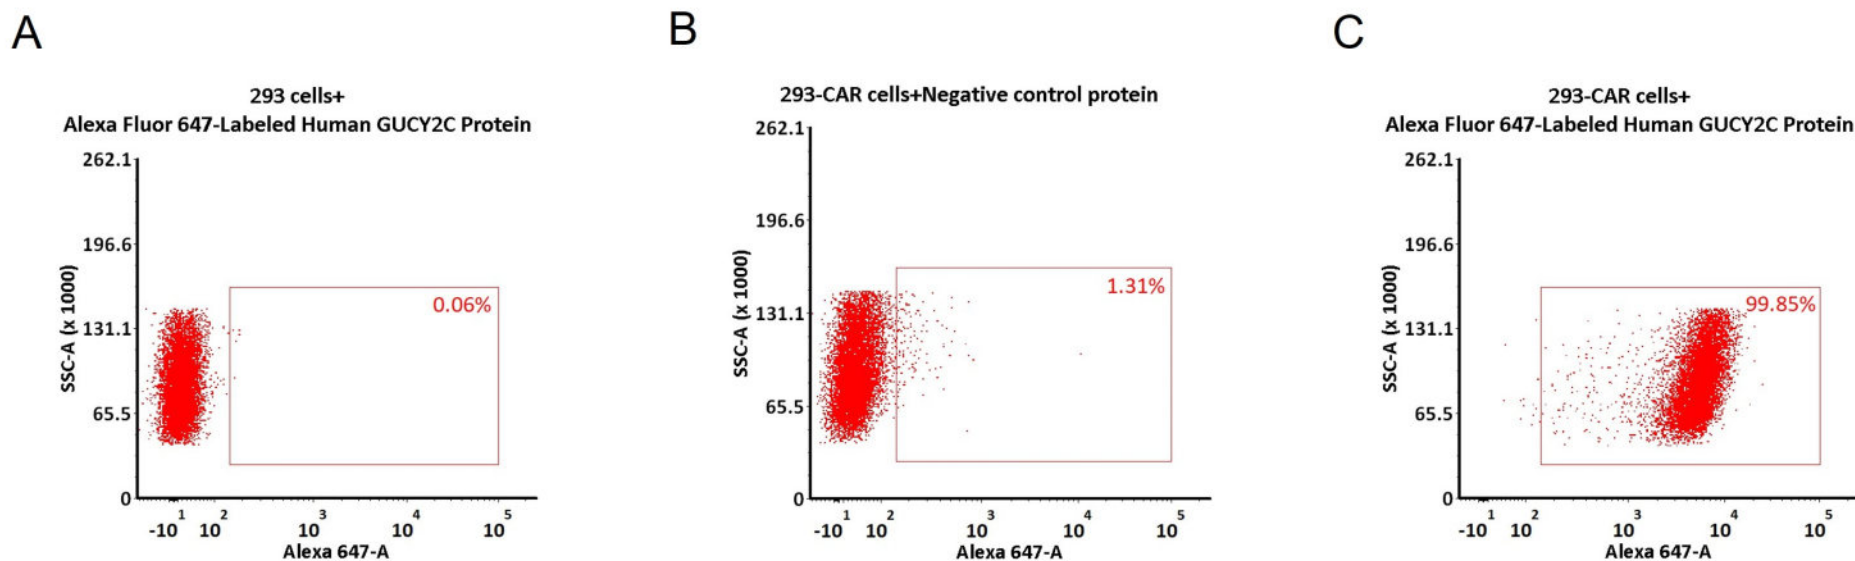 A
293 cells+
Alexa Fluor 647-Labeled Human GUCY2C Protein
262.1
196.6
131.1
65.5
0
SSC-A (x 1000)
0.06%
-10 1 10 2 10 3 10 4 10 5
Alexa 647-A
B
293-CAR cells+Negative control protein
262.1
196.6
131.1
65.5
0
SSC-A (x 1000)
1.31%
-10 1 10 2 10 3 10 4 10 5
Alexa 647-A
C
293-CAR cells+
Alexa Fluor 647-Labeled Human GUCY2C Protein
262.1
196.6
131.1
65.5
0
SSC-A (x 1000)
99.85%
-10 1 10 2 10 3 10 4 10 5
Alexa 647-A